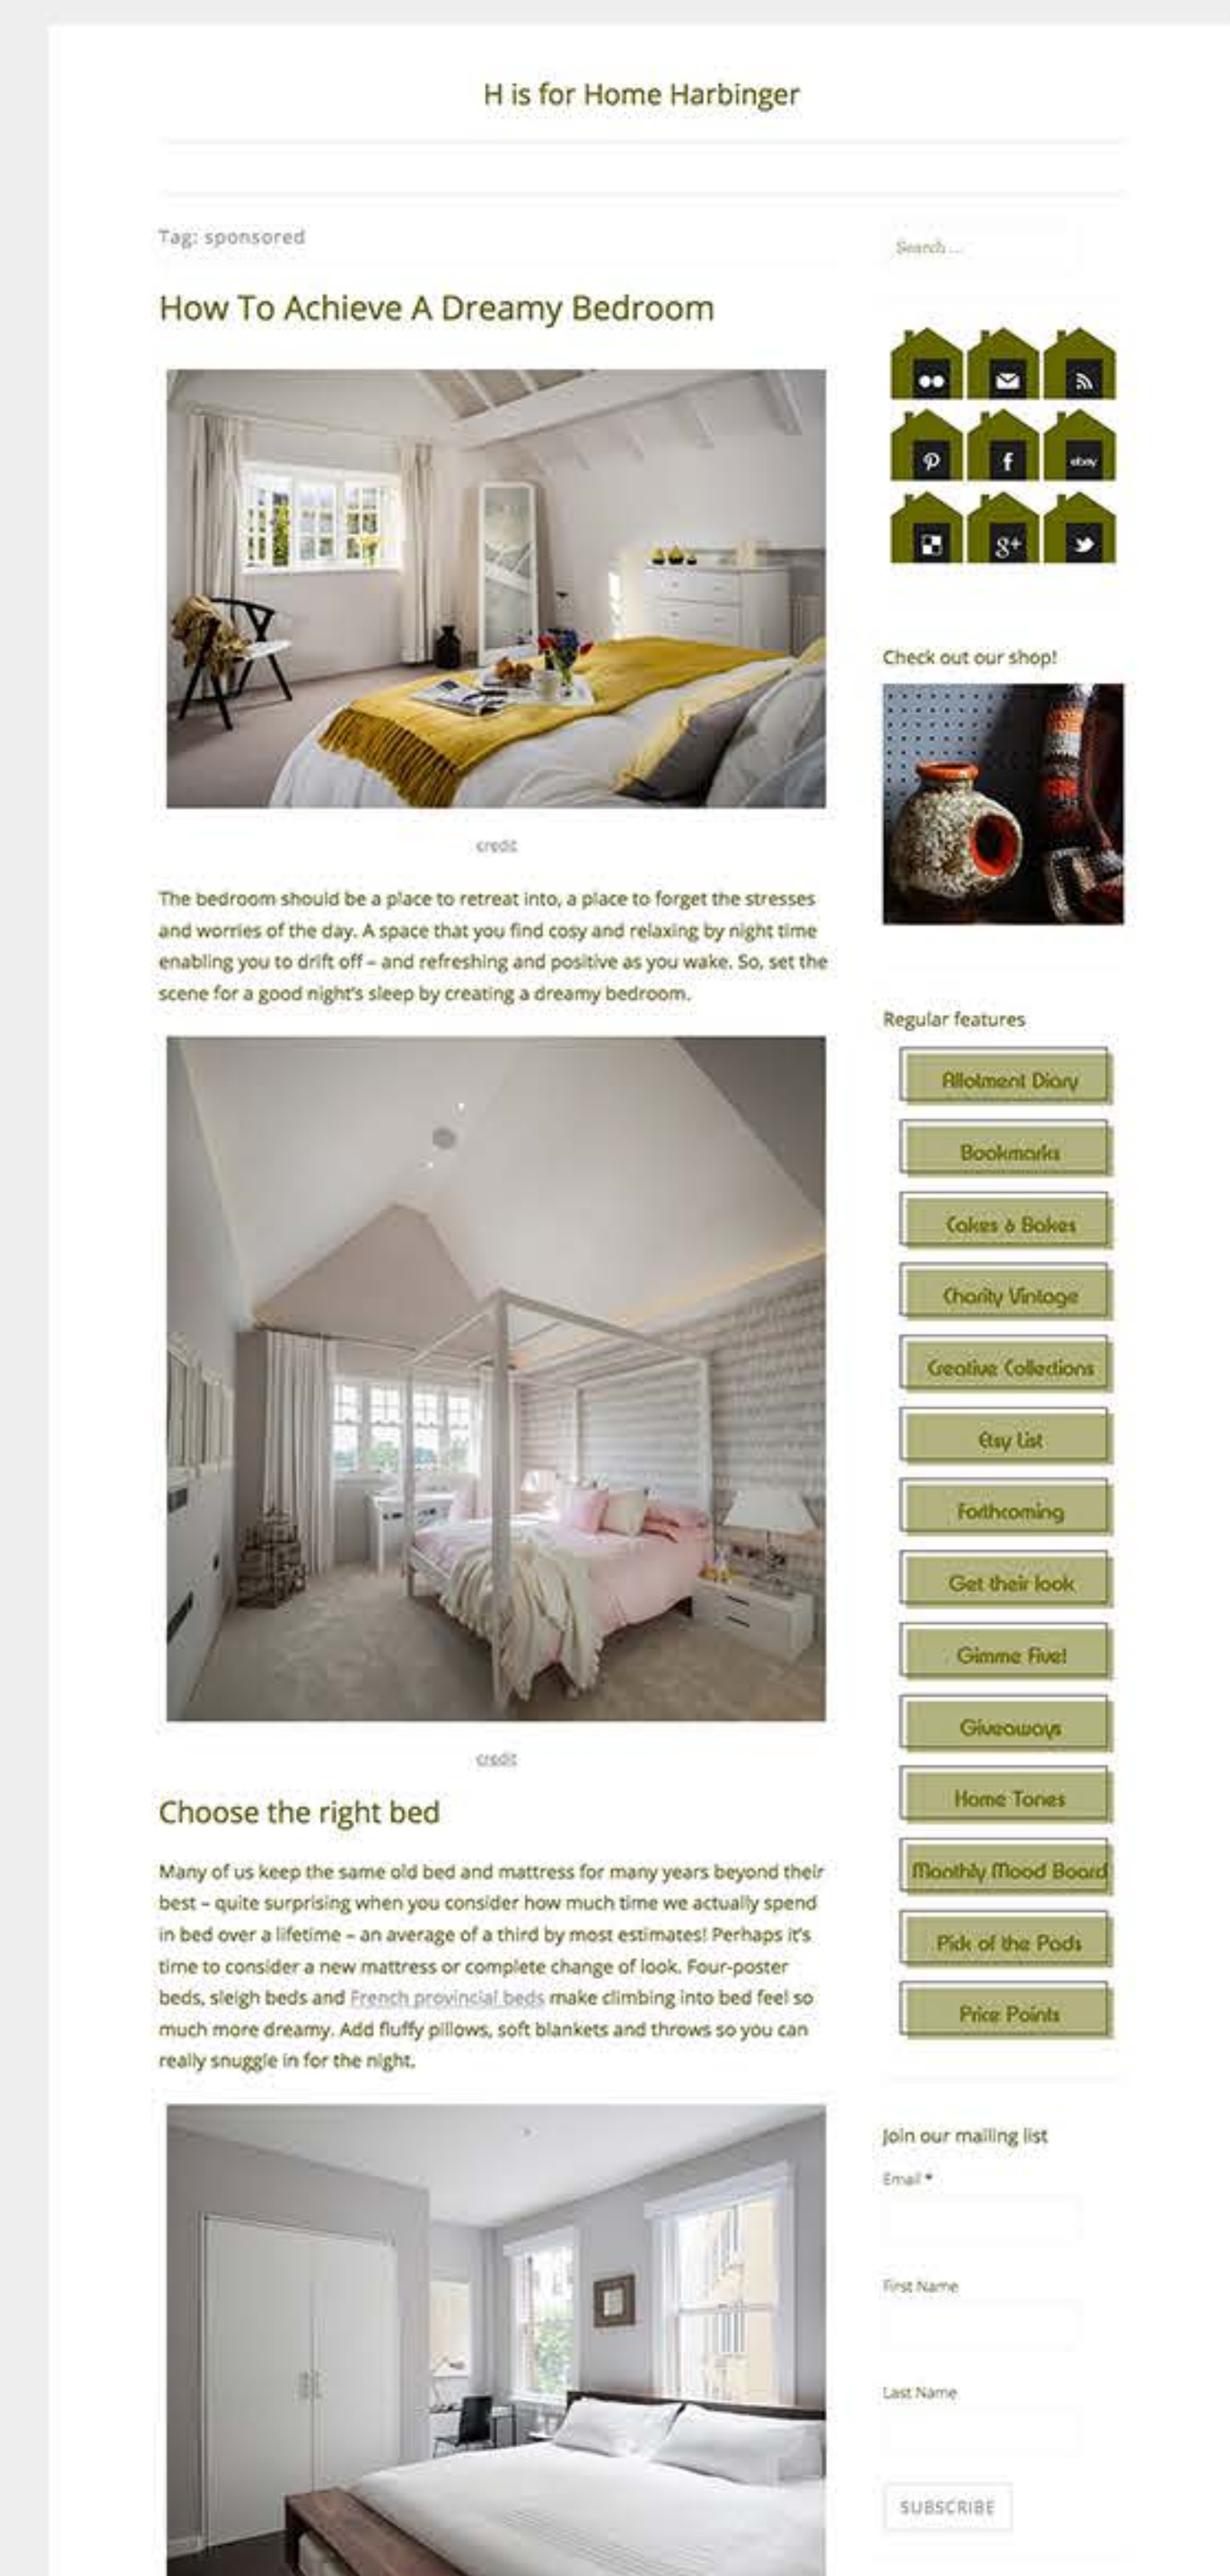 H is for Home Harbinger
Tag: sponsored
How To Achieve A Dreamy Bedroom
credit
The bedroom should be a place to retreat into, a place to forget the stresses
and worries of the day. A space that you find cosy and relaxing by night time
enabling you to drift off – and refreshing and positive as you wake. So, set the
scene for a good night's sleep by creating a dreamy bedroom.
credit
Choose the right bed
Many of us keep the same old bed and mattress for many years beyond their
best – quite surprising when you consider how much time we actually spend
in bed over a lifetime – an average of a third by most estimates! Perhaps it's
time to consider a new mattress or complete change of look. Four-poster
beds, sleigh beds and French provincial beds make climbing into bed feel so
much more dreamy. Add fluffy pillows, soft blankets and throws so you can
really snuggle in for the night.
Search ...
ebay
g+
Check out our shop!
Regular features
Allotment Diary
Bookmarks
Cakes & Bakes
Charity Vintage
Creative Collections
Etsy List
Forthcoming
Get their look
Gimme Five!
Giveaways
Home Tones
Monthly Mood Board
Pick of the Pads
Price Points
Join our mailing list
Email *
First Name
Last Name
SUBSCRIBE